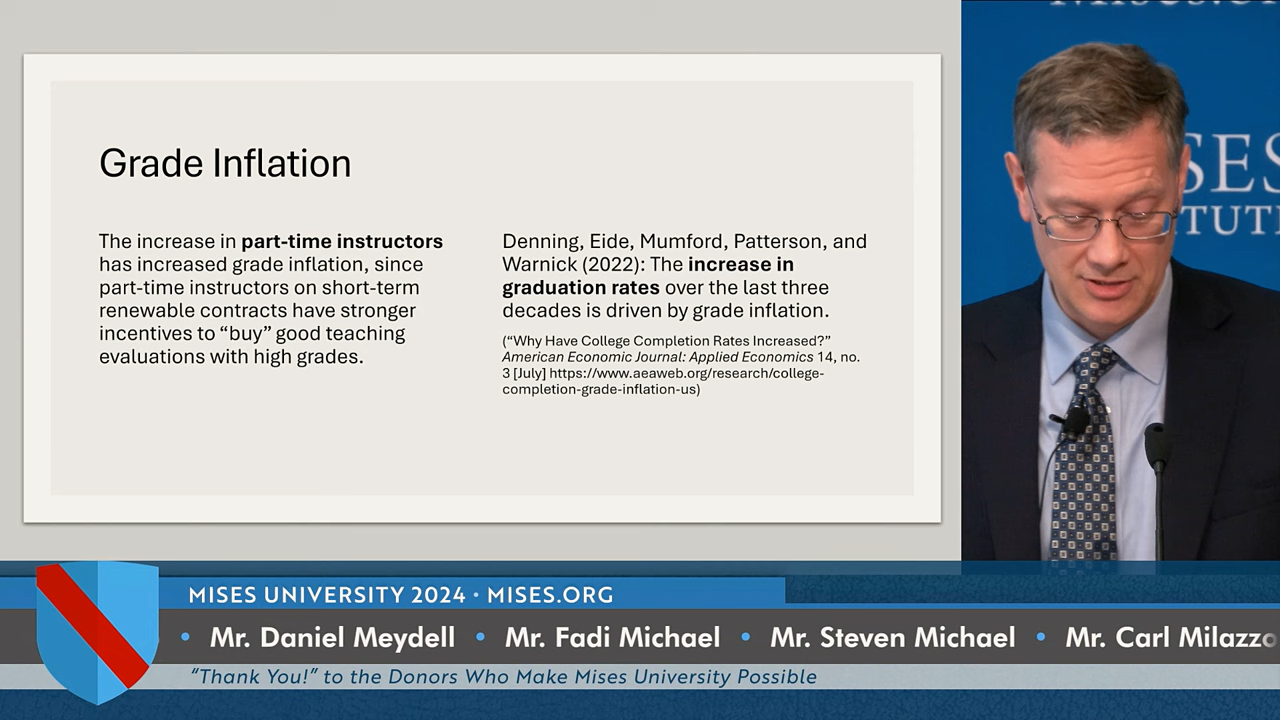 Grade Inflation
The increase in part-time instructors
has increased grade inflation, since
part-time instructors on short-term
renewable contracts have stronger
incentives to “buy” good teaching
evaluations with high grades.
Denning, Eide, Mumford, Patterson, and
Warnick (2022): The increase in
graduation rates over the last three
decades is driven by grade inflation.
(“Why Have College Completion Rates Increased?”
American Economic Journal: Applied Economics 14, no.
3 [July] https://www.aeaweb.org/research/college-
completion-grade-inflation-us)
SES
TUT
MISES UNIVERSITY 2024 • MISES.ORG
• Mr. Daniel Meydell • Mr. Fadi Michael • Mr. Steven Michael • Mr. Carl Milazzo
“Thank You!” to the Donors Who Make Mises University Possible